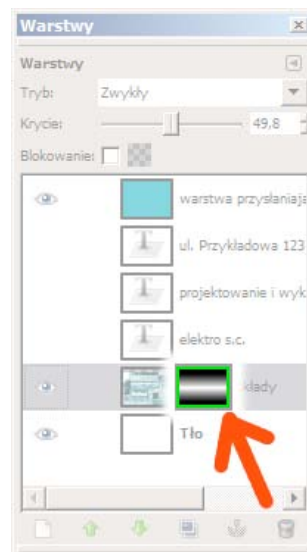 Warstwy
Warstwy
Tryb: Zwykły
Krycie: 49,8
Blokowanie:
warstwa przysłaniają
ul. Przykładowa 123
projektowanie i wyk
elektro s.c.
kłady
Tło